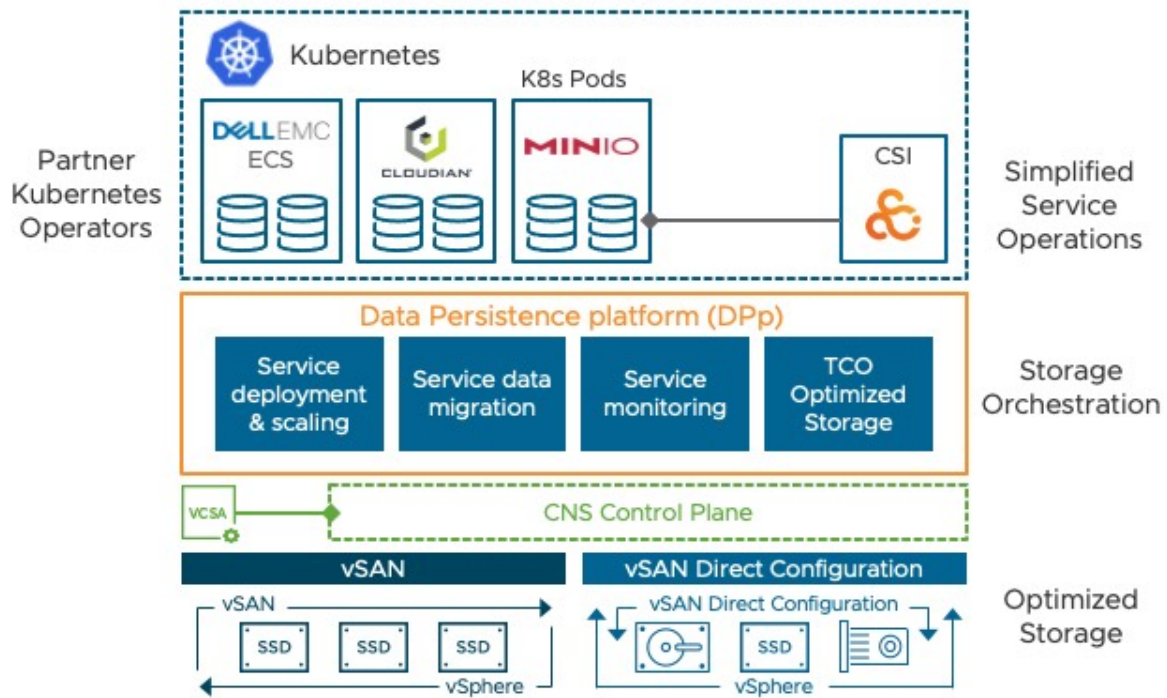 Kubernetes
K8s Pods
DELLEMC
ECS
CLOUDIAN
MINIO
CSI
Partner
Kubernetes
Operators
Simplified
Service
Operations
Data Persistence platform (DPp)
Service
deployment
& scaling
Service data
migration
Service
monitoring
TCO
Optimized
Storage
Storage
Orchestration
VCSA
CNS Control Plane
vSAN
vSAN Direct Configuration
vSAN
SSD
SSD
SSD
vSphere
vSAN Direct Configuration
SSD
vSphere
Optimized
Storage